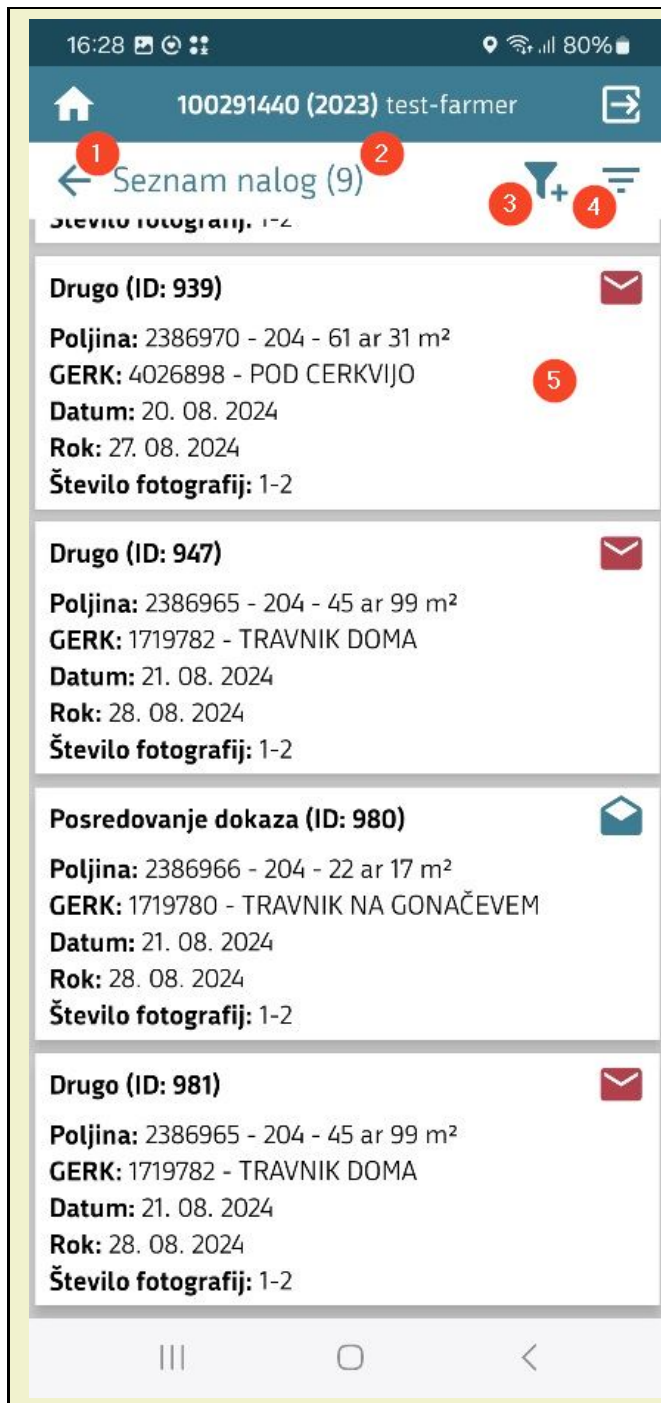 16:28 80%
100291440 (2023) test-farmer
1 2
Seznam nalog (9)
3 4
Število fotografij: 1-2
Drugo (ID: 939)
Poljina: 2386970 - 204 - 61 ar 31 m²
GERK: 4026898 - POD CERKVIJO
5
Datum: 20. 08. 2024
Rok: 27. 08. 2024
Število fotografij: 1-2
Drugo (ID: 947)
Poljina: 2386965 - 204 - 45 ar 99 m²
GERK: 1719782 - TRAVNIK DOMA
Datum: 21. 08. 2024
Rok: 28. 08. 2024
Število fotografij: 1-2
Posredovanje dokaza (ID: 980)
Poljina: 2386966 - 204 - 22 ar 17 m²
GERK: 1719780 - TRAVNIK NA GONAČEVEM
Datum: 21. 08. 2024
Rok: 28. 08. 2024
Število fotografij: 1-2
Drugo (ID: 981)
Poljina: 2386965 - 204 - 45 ar 99 m²
GERK: 1719782 - TRAVNIK DOMA
Datum: 21. 08. 2024
Rok: 28. 08. 2024
Število fotografij: 1-2